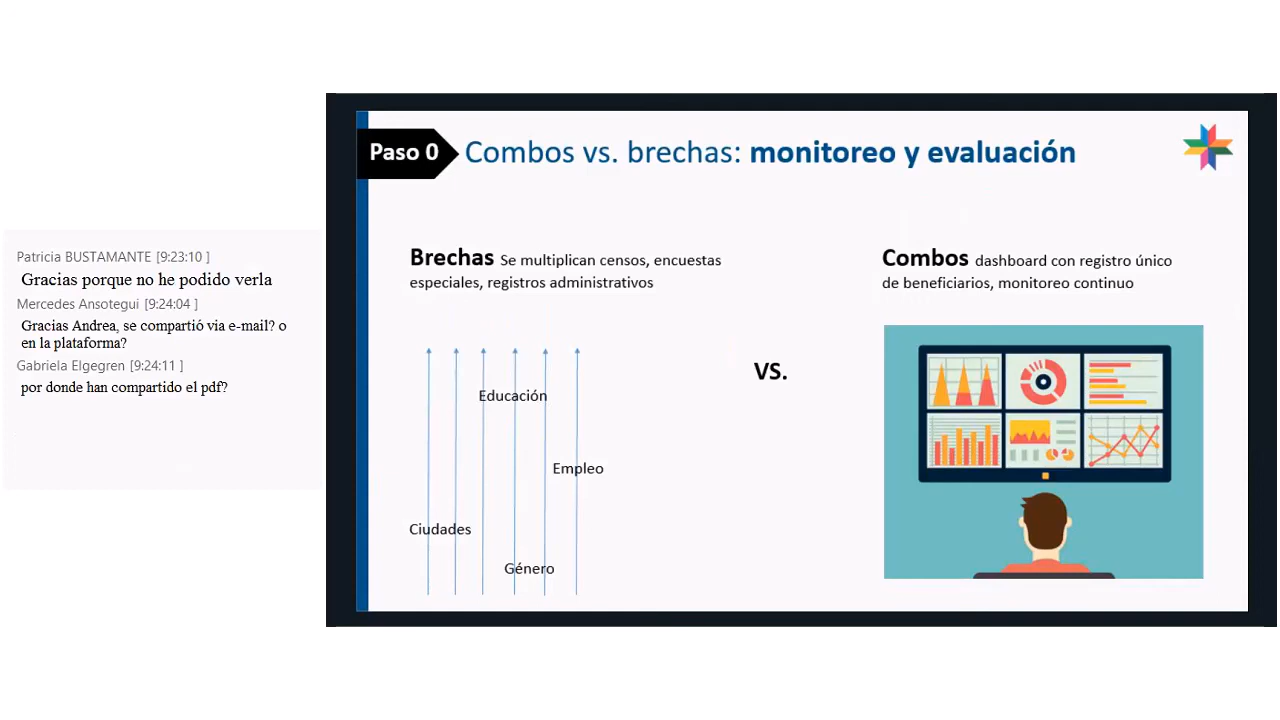 Patricia BUSTAMANTE [9:23:10 ]
Gracias porque no he podido verla
Mercedes Ansotegui [9:24:04 ]
Gracias Andrea, se compartió via e-mail? o
en la plataforma?
Gabriela Elgegren [9:24:11 ]
por donde han compartido el pdf?
Paso 0
Combos vs. brechas: monitoreo y evaluación
Brechas Se multiplican censos, encuestas
especiales, registros administrativos
Educación
Empleo
Ciudades
Género
VS.
Combos dashboard con registro único
de beneficiarios, monitoreo continuo